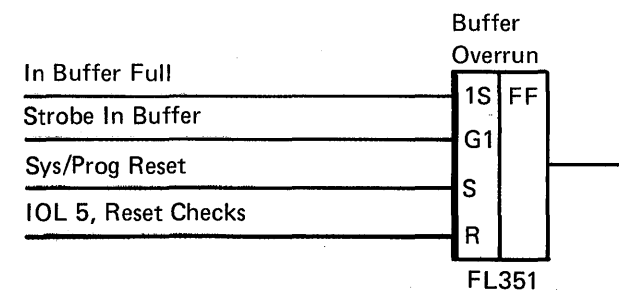 Buffer
Overrun
In Buffer Full
1S FF
Strobe In Buffer
G1
Sys/Prog Reset
S
IOL 5, Reset Checks
R
FL351